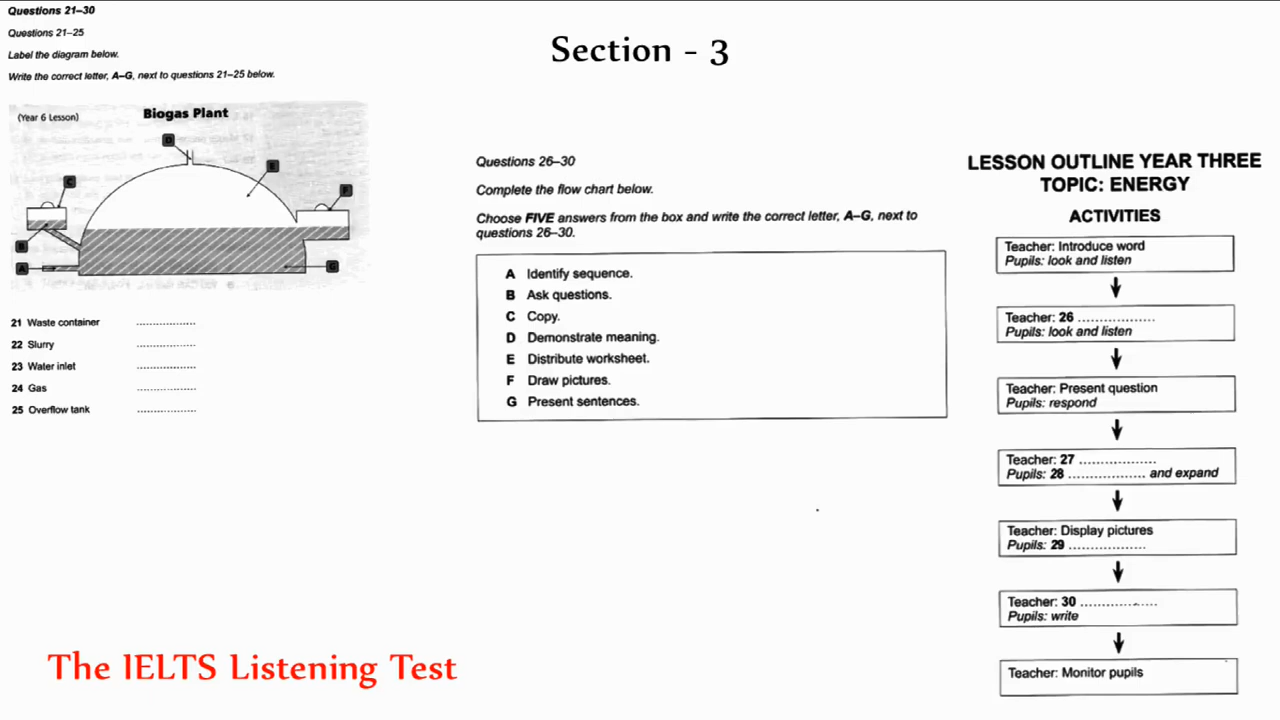 Questions 21–30
Questions 21–25
Label the diagram below.
Write the correct letter, A–G, next to questions 21–25 below.
Section - 3
(Year 6 Lesson)
Biogas Plant
D
E
C
F
B
A
G
21 Waste container ..................
22 Slurry ..................
23 Water inlet ..................
24 Gas ..................
25 Overflow tank ..................
Questions 26–30
Complete the flow chart below.
Choose FIVE answers from the box and write the correct letter, A–G, next to
questions 26–30.
A Identify sequence.
B Ask questions.
C Copy.
D Demonstrate meaning.
E Distribute worksheet.
F Draw pictures.
G Present sentences.
LESSON OUTLINE YEAR THREE
TOPIC: ENERGY
ACTIVITIES
Teacher: Introduce word
Pupils: look and listen
Teacher: 26 ..................
Pupils: look and listen
Teacher: Present question
Pupils: respond
Teacher: 27 ..................
Pupils: 28 .................. and expand
Teacher: Display pictures
Pupils: 29 ..................
Teacher: 30 ..................
Pupils: write
Teacher: Monitor pupils
The IELTS Listening Test